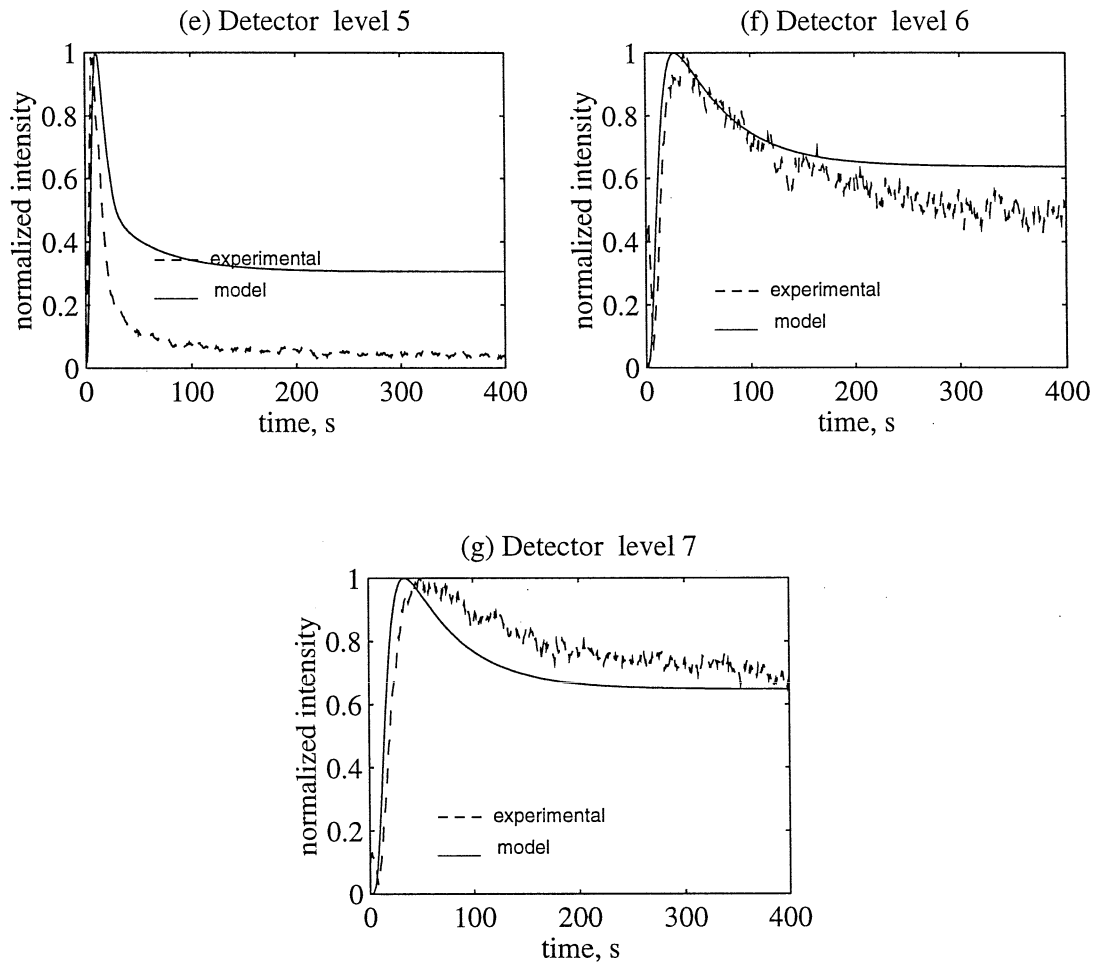 (e) Detector level 5
normalized intensity
1
0.8
0.6
0.4
0.2
0
experimental
model
0 100 200 300 400
time, s
(f) Detector level 6
normalized intensity
1
0.8
0.6
0.4
0.2
0
experimental
model
0 100 200 300 400
time, s
(g) Detector level 7
normalized intensity
1
0.8
0.6
0.4
0.2
0
experimental
model
0 100 200 300 400
time, s